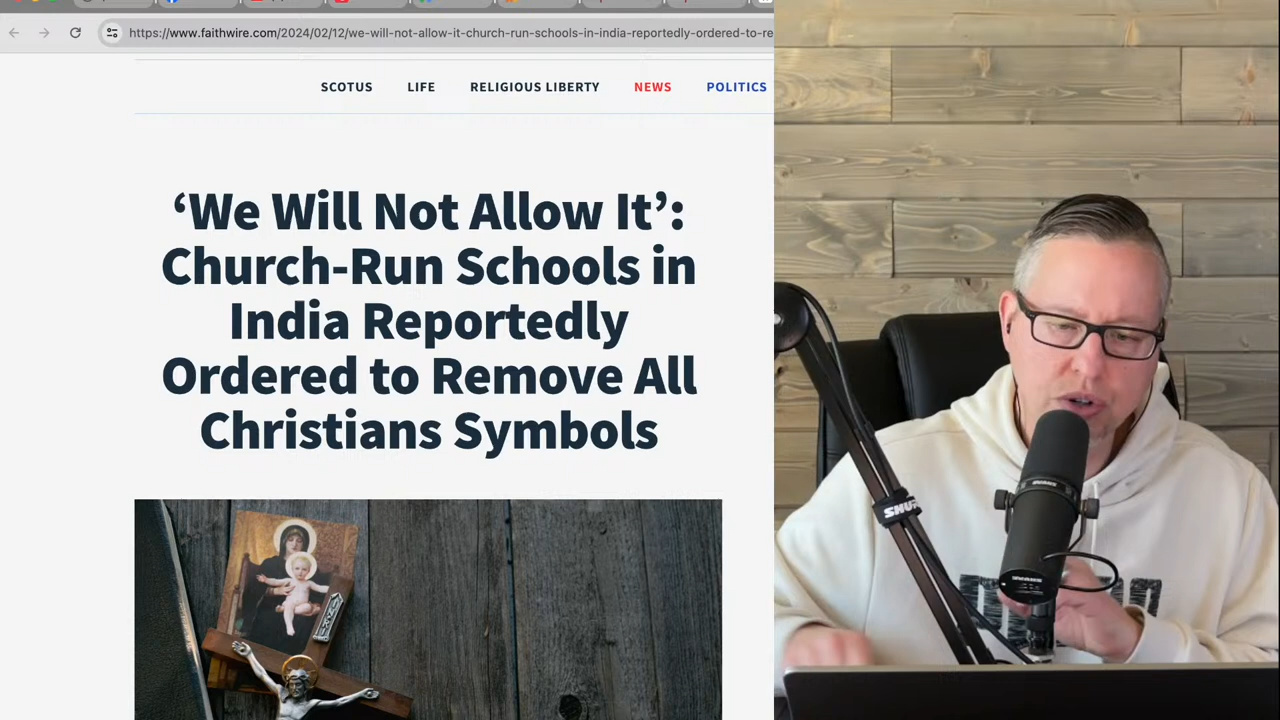 https://www.faithwire.com/2024/02/12/we-will-not-allow-it-church-run-schools-in-india-reportedly-ordered-to-re
SCOTUS LIFE RELIGIOUS LIBERTY NEWS POLITICS
‘We Will Not Allow It’:
Church-Run Schools in
India Reportedly
Ordered to Remove All
Christians Symbols
SHURE